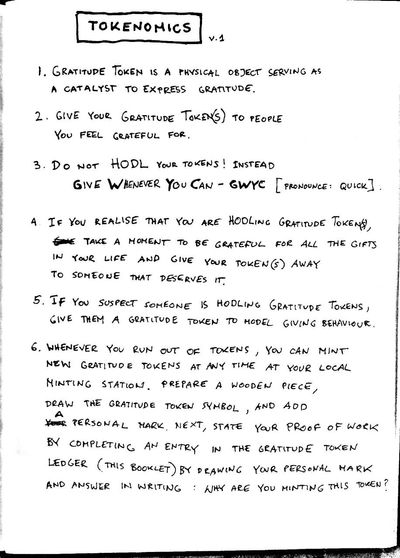 TOKENOMICS v.1
1. GRATITUDE TOKEN IS A PHYSICAL OBJECT SERVING AS
A CATALYST TO EXPRESS GRATITUDE.
2. GIVE YOUR GRATITUDE TOKEN(S) TO PEOPLE
YOU FEEL GRATEFUL FOR.
3. DO NOT HODL YOUR TOKENS! INSTEAD
GIVE WHENEVER YOU CAN - GWYC [PRONOUNCE: QUICK].
4 IF YOU REALISE THAT YOU ARE HODLING GRATITUDE TOKEN(S),
TAKE A MOMENT TO BE GRATEFUL FOR ALL THE GIFTS
IN YOUR LIFE AND GIVE YOUR TOKEN(S) AWAY
TO SOMEONE THAT DESERVES IT.
5. IF YOU SUSPECT SOMEONE IS HODLING GRATITUDE TOKENS,
GIVE THEM A GRATITUDE TOKEN TO MODEL GIVING BEHAVIOUR.
6. WHENEVER YOU RUN OUT OF TOKENS, YOU CAN MINT
NEW GRATITUDE TOKENS AT ANY TIME AT YOUR LOCAL
MINTING STATION. PREPARE A WOODEN PIECE,
DRAW THE GRATITUDE TOKEN SYMBOL, AND ADD
A PERSONAL MARK. NEXT, STATE YOUR PROOF OF WORK
BY COMPLETING AN ENTRY IN THE GRATITUDE TOKEN
LEDGER (THIS BOOKLET) BY DRAWING YOUR PERSONAL MARK
AND ANSWER IN WRITING: WHY ARE YOU MINTING THIS TOKEN?